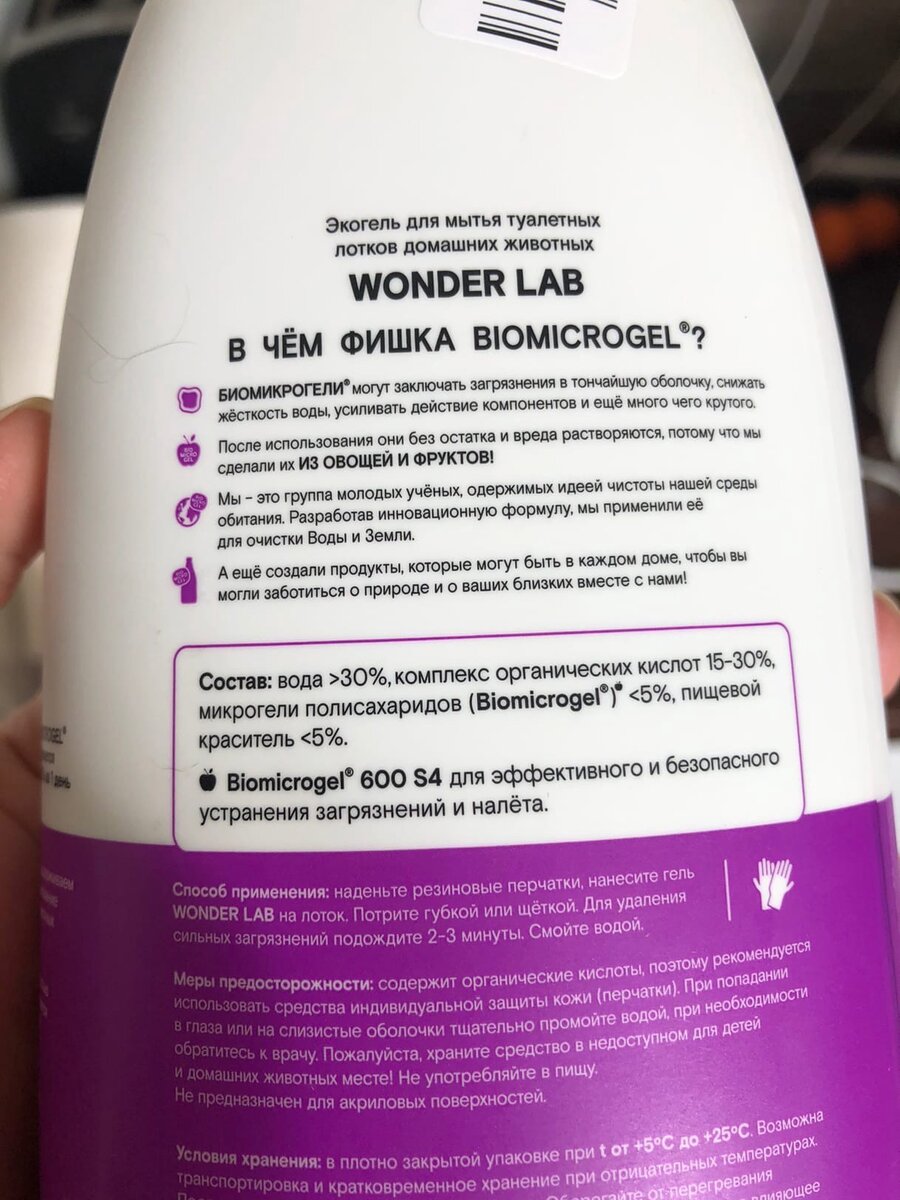 Экогель для мытья туалетных
лотков домашних животных
WONDER LAB
В ЧЁМ ФИШКА BIOMICROGEL®?
БИОМИКРОГЕЛИ® могут заключать загрязнения в тончайшую оболочку, снижать
жёсткость воды, усиливать действие компонентов и ещё много чего крутого.
После использования они без остатка и вреда растворяются, потому что мы
сделали их ИЗ ОВОЩЕЙ И ФРУКТОВ!
Мы – это группа молодых учёных, одержимых идеей чистоты нашей среды
обитания. Разработав инновационную формулу, мы применили её
для очистки Воды и Земли.
А ещё создали продукты, которые могут быть в каждом доме, чтобы вы
могли заботиться о природе и о ваших близких вместе с нами!
Состав: вода >30%, комплекс органических кислот 15-30%,
микрогели полисахаридов (Biomicrogel®) <5%, пищевой
краситель <5%.
Biomicrogel® 600 S4 для эффективного и безопасного
устранения загрязнений и налёта.
1 день
Способ применения: наденьте резиновые перчатки, нанесите гель
WONDER LAB на лоток. Потрите губкой или щёткой. Для удаления
сильных загрязнений подождите 2-3 минуты. Смойте водой.
Меры предосторожности: содержит органические кислоты, поэтому рекомендуется
использовать средства индивидуальной защиты кожи (перчатки). При попадании
в глаза или на слизистые оболочки тщательно промойте водой, при необходимости
обратитесь к врачу. Пожалуйста, храните средство в недоступном для детей
и домашних животных месте! Не употребляйте в пищу.
Не предназначен для акриловых поверхностей.
Условия хранения: в плотно закрытой упаковке при t от +5°C до +25°C. Возможна
транспортировка и кратковременное хранение при отрицательных температурах.
Оберегайте от перегревания
влияющее